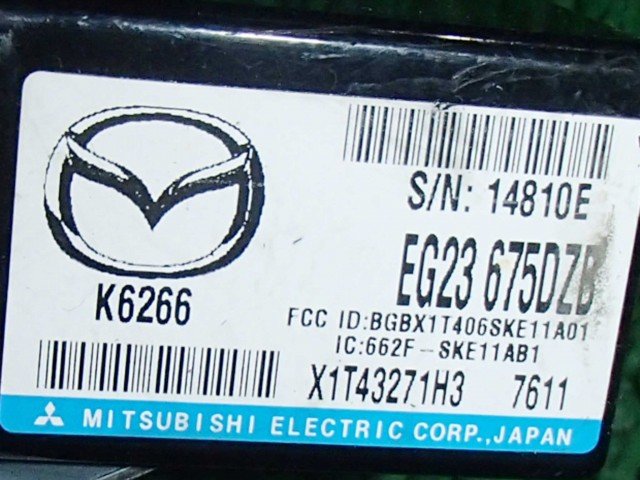 S/N: 14810E
EG23 675DZB
K6266
FCC ID:BGBX1T406SKE11A01
IC:662F-SKE11AB1
X1T43271H3 7611
MITSUBISHI ELECTRIC CORP.,JAPAN